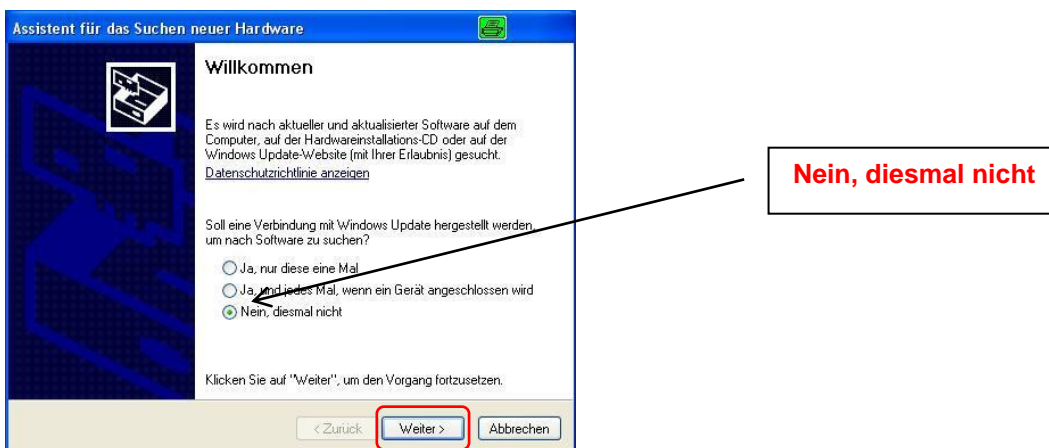 Assistent für das Suchen neuer Hardware
Willkommen
Es wird nach aktueller und aktualisierter Software auf dem
Computer, auf der Hardwareinstallations-CD oder auf der
Windows Update-Website (mit Ihrer Erlaubnis) gesucht.
Datenschutzrichtlinie anzeigen
Nein, diesmal nicht
Soll eine Verbindung mit Windows Update hergestellt werden,
um nach Software zu suchen?
Ja, nur diese eine Mal
Ja, und jedes Mal, wenn ein Gerät angeschlossen wird
Nein, diesmal nicht
Klicken Sie auf "Weiter", um den Vorgang fortzusetzen.
< Zurück Weiter > Abbrechen